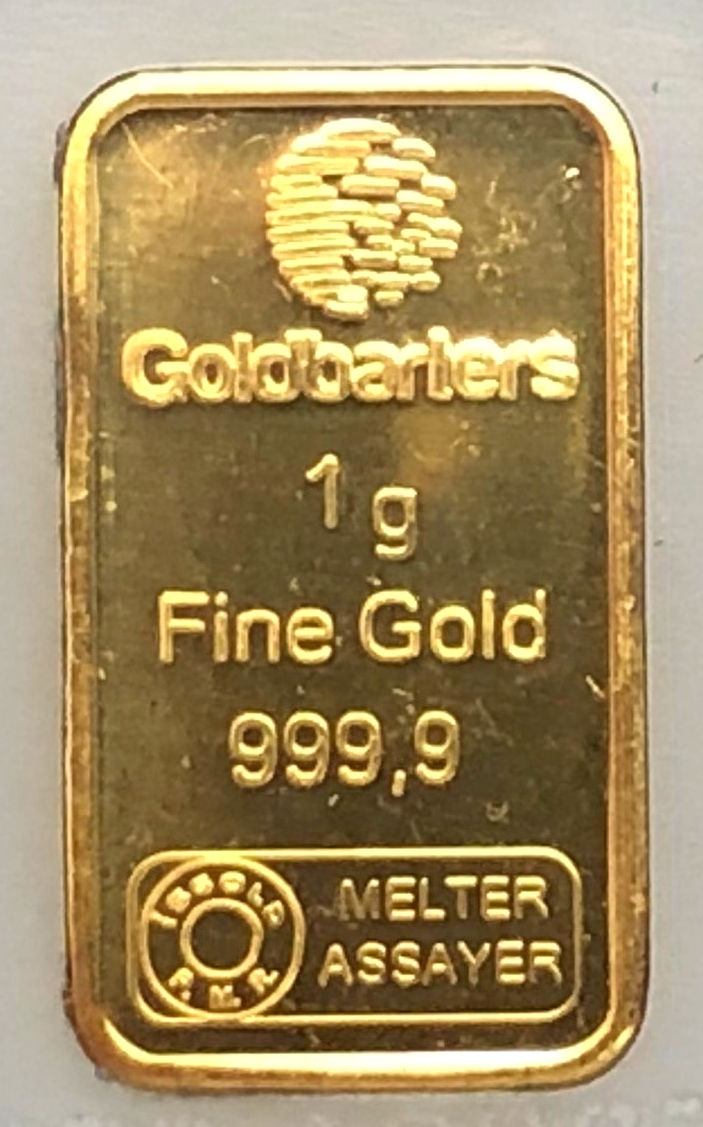 Goldbarters
1 g
Fine Gold
999,9
MELTER
ASSAYER